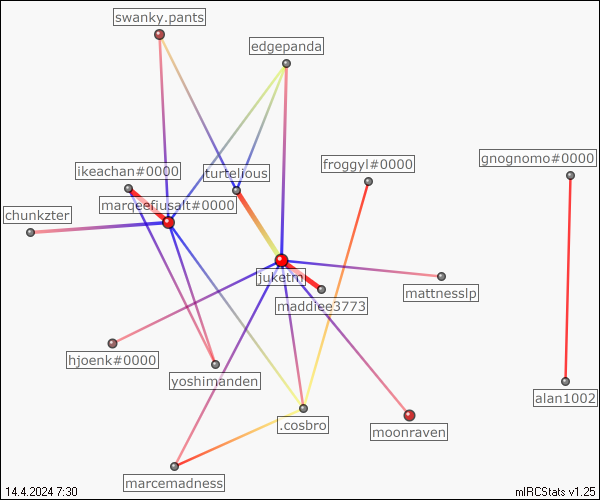 swanky.pants
edgepanda
gnognomo#0000
froggyl#0000
ikeachan#0000
turtelious
marqeefiusalt#0000
chunkzter
juketm
mattnesslp
maddiee3773
hjoenk#0000
yoshimanden
alan1002
.cosbro
moonraven
marcemadness
14.4.2024 7:30
mIRCStats v1.25